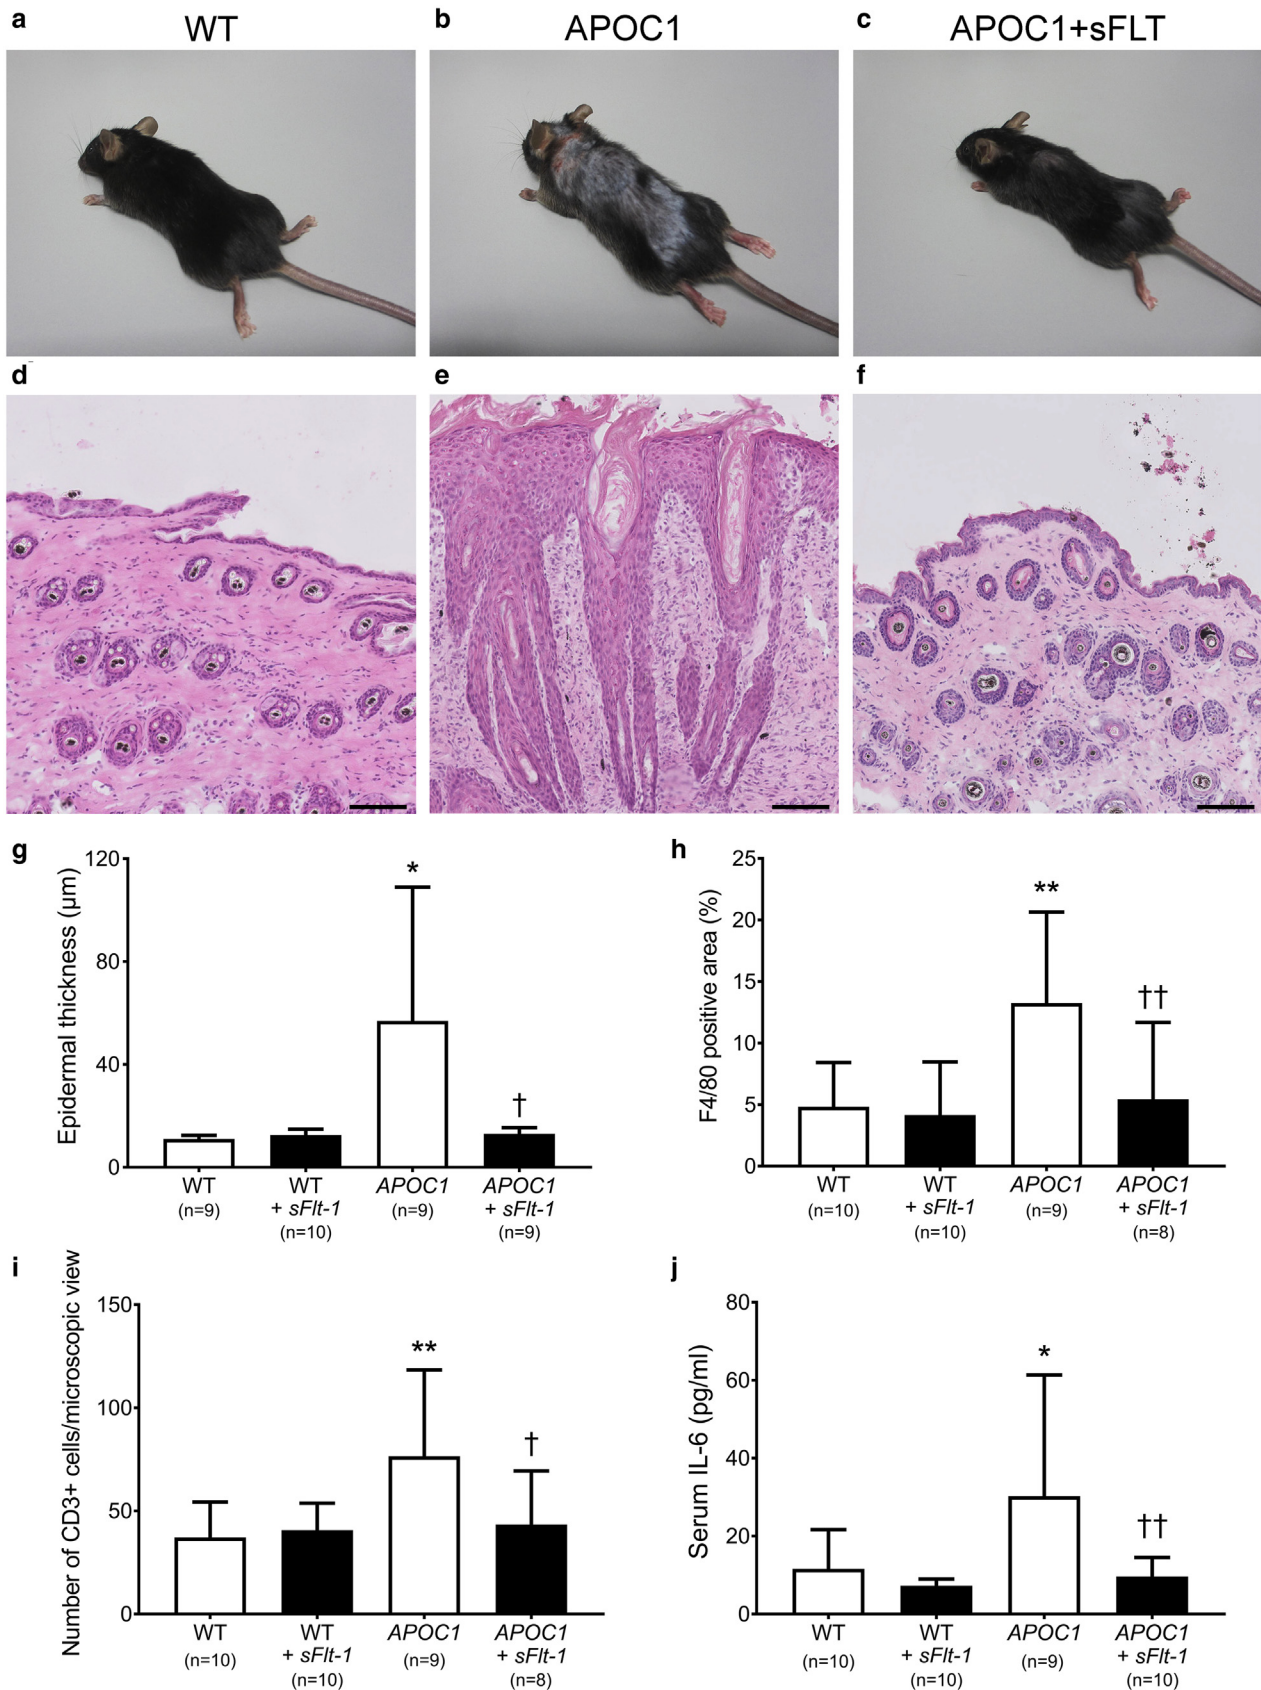 a
WT
b
APOC1
c
APOC1+sFLT
d
e
f
g
Epidermal thickness (μm)
120
80
40
0
*
†
WT
(n=9)
WT
+ sFlt-1
(n=10)
APOC1
(n=9)
APOC1
+ sFlt-1
(n=9)
h
F4/80 positive area (%)
25
20
15
10
5
0
**
††
WT
(n=10)
WT
+ sFlt-1
(n=10)
APOC1
(n=9)
APOC1
+ sFlt-1
(n=8)
i
Number of CD3+ cells/microscopic view
150
100
50
0
**
†
WT
(n=10)
WT
+ sFlt-1
(n=10)
APOC1
(n=9)
APOC1
+ sFlt-1
(n=8)
j
Serum IL-6 (pg/ml)
80
60
40
20
0
*
††
WT
(n=10)
WT
+ sFlt-1
(n=10)
APOC1
(n=9)
APOC1
+ sFlt-1
(n=10)